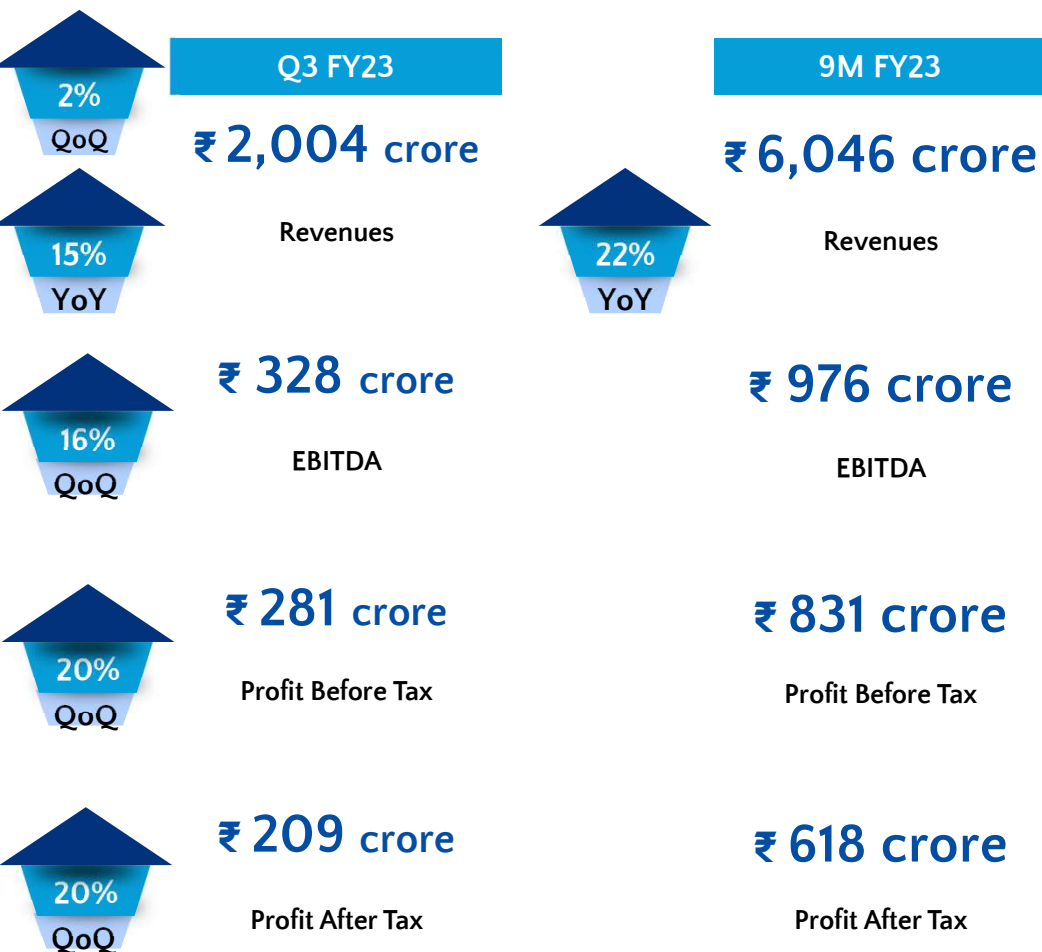 2%
QoQ
Q3 FY23
₹ 2,004 crore
Revenues
15%
YoY
9M FY23
₹ 6,046 crore
Revenues
22%
YoY
16%
QoQ
₹ 328 crore
EBITDA
₹ 976 crore
EBITDA
20%
QoQ
₹ 281 crore
Profit Before Tax
₹ 831 crore
Profit Before Tax
20%
QoQ
₹ 209 crore
Profit After Tax
₹ 618 crore
Profit After Tax